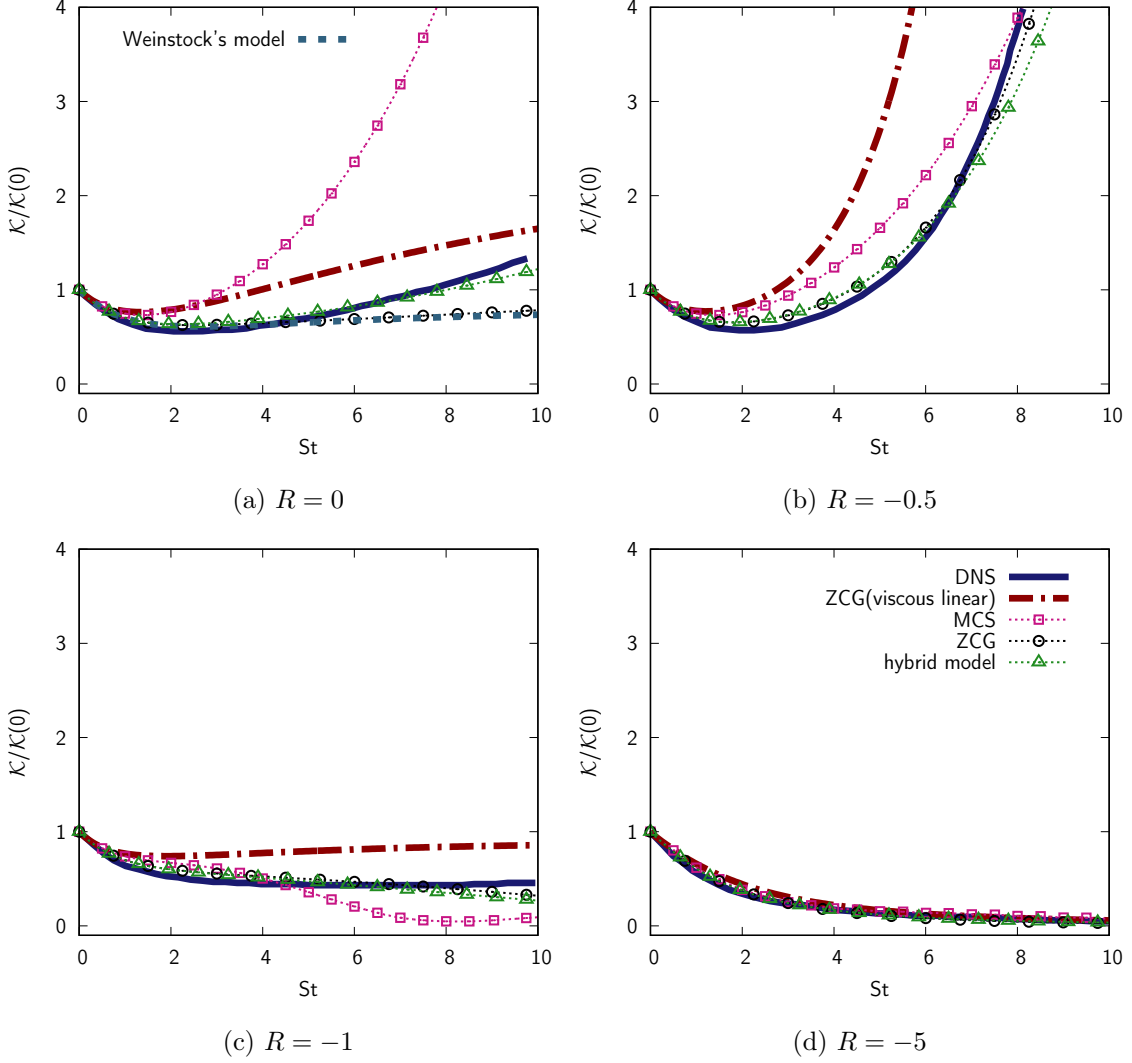 Weinstock's model
4
3
2
1
0
0 2 4 6 8 10
𝒦/𝒦(0)
St
(a) R = 0
4
3
2
1
0
0 2 4 6 8 10
𝒦/𝒦(0)
St
(b) R = −0.5
4
3
2
1
0
0 2 4 6 8 10
𝒦/𝒦(0)
St
(c) R = −1
DNS
ZCG(viscous linear)
MCS
ZCG
hybrid model
4
3
2
1
0
0 2 4 6 8 10
𝒦/𝒦(0)
St
(d) R = −5